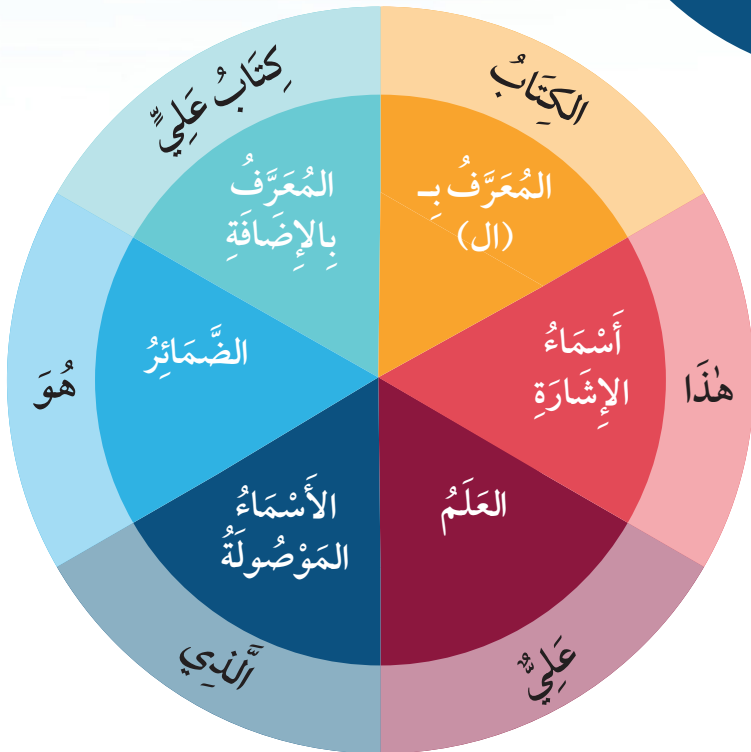 الكِتَابُ
المُعَرَّفُ بِـ
(ال)
هٰذَا
أَسْمَاءُ
الإِشَارَةِ
عَلِيٌّ
العَلَمُ
الَّذِي
الأَسْمَاءُ
المَوْصُولَةُ
هُوَ
الضَّمَائِرُ
كِتَابُ عَلِيٍّ
المُعَرَّفُ
بِالإِضَافَةِ